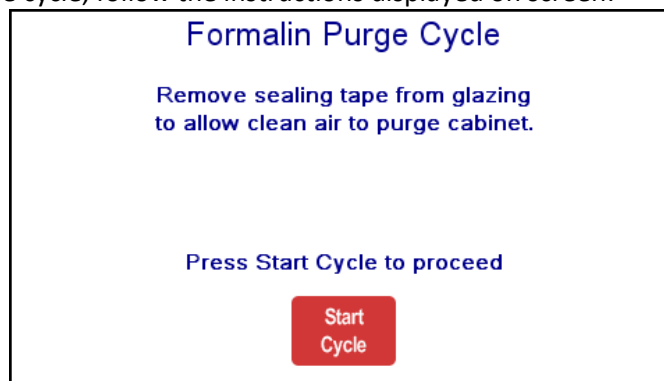 cycle, follow the instructions displayed on screen.
Formalin Purge Cycle
Remove sealing tape from glazing
to allow clean air to purge cabinet.
Press Start Cycle to proceed
Start
Cycle